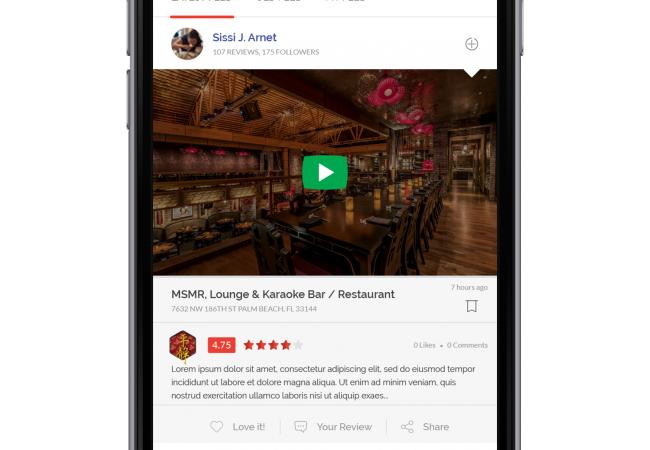 Sissi J. Arnet
107 REVIEWS, 175 FOLLOWERS
7 hours ago
MSMR, Lounge & Karaoke Bar / Restaurant
7632 NW 186TH ST PALM BEACH, FL 33144
4.75
0 Likes • 0 Comments
Lorem ipsum dolor sit amet, consectetur adipiscing elit, sed do eiusmod tempor
incididunt ut labore et dolore magna aliqua. Ut enim ad minim veniam, quis
nostrud exercitation ullamco laboris nisi ut aliquip exaes...
Love it!
Your Review
Share